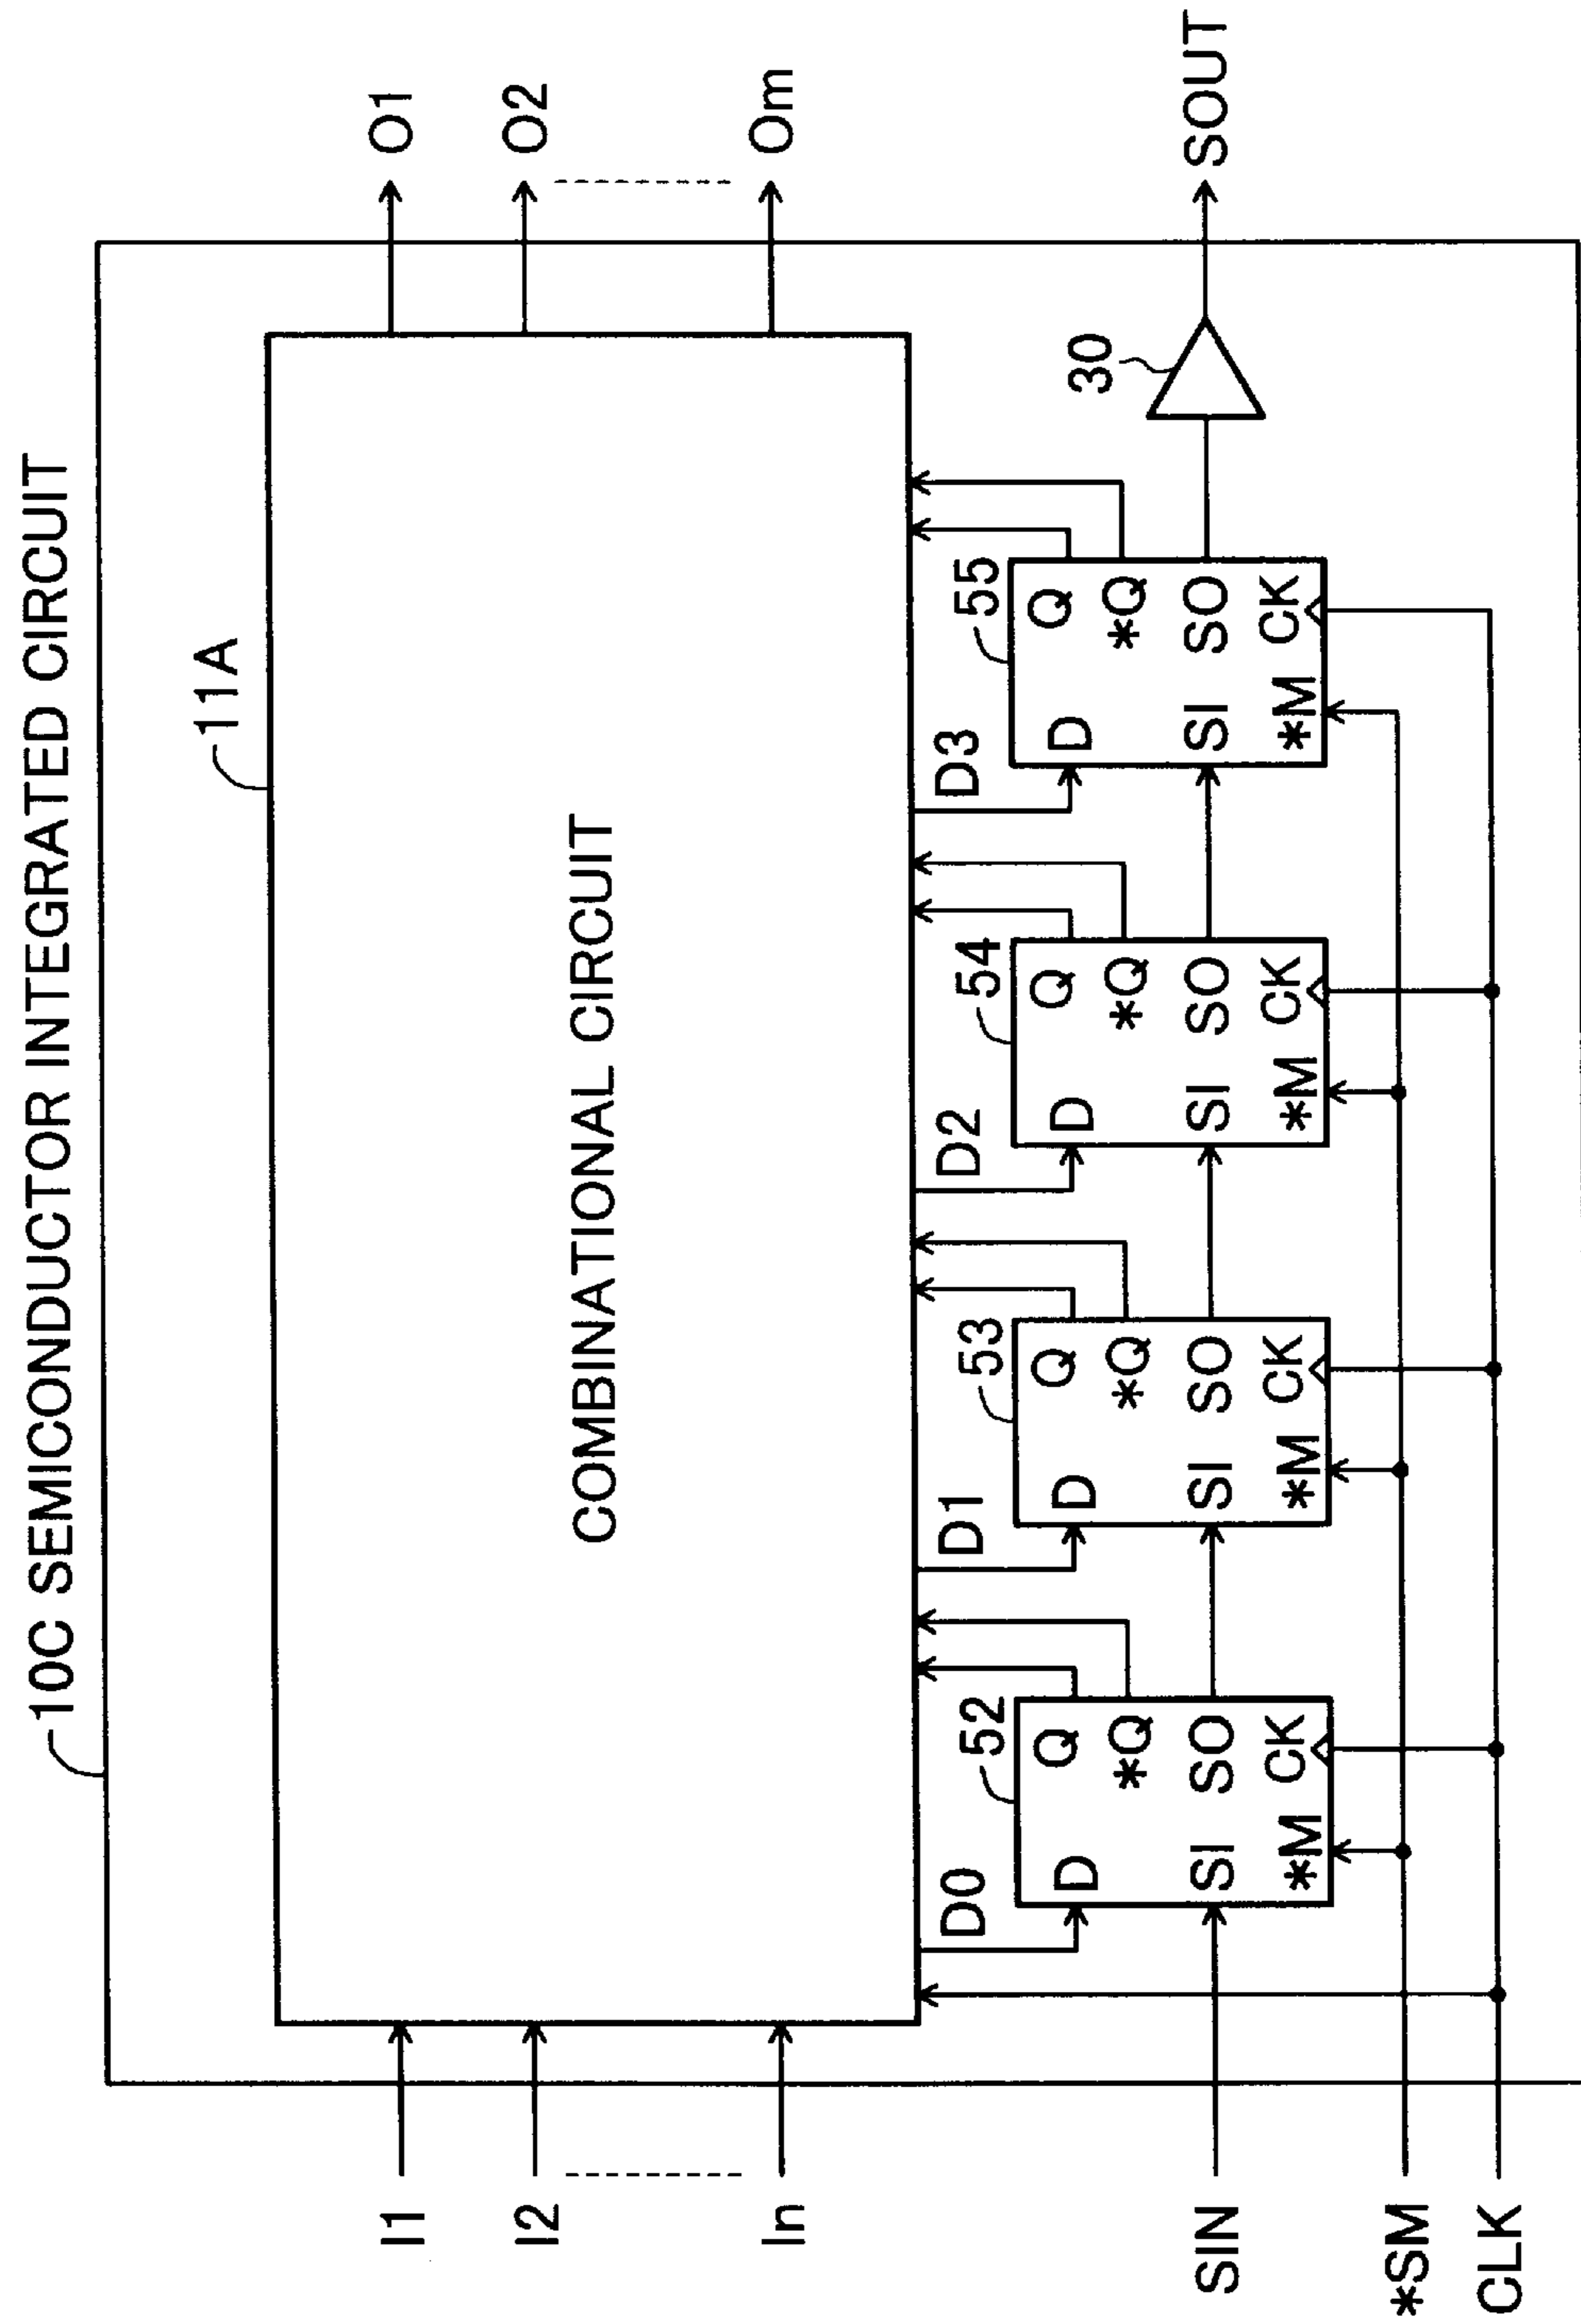 10C SEMICONDUCTOR INTEGRATED CIRCUIT
11A
COMBINATIONAL CIRCUIT
I1
I2
In
O1
O2
Om
D0
52
D
Q
*Q
SI
SO
*M
CK
D1
53
D
Q
*Q
SI
SO
*M
CK
D2
54
D
Q
*Q
SI
SO
*M
CK
D3
55
D
Q
*Q
SI
SO
*M
CK
30
SIN
SOUT
*SM
CLK